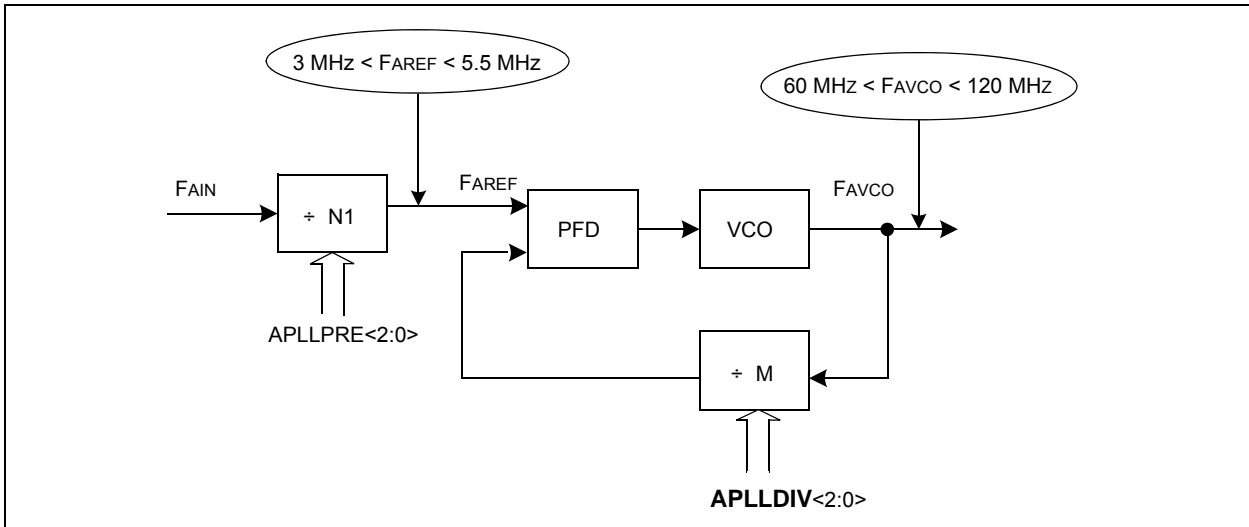 3 MHz < FAREF < 5.5 MHz
60 MHz < FAVCO < 120 MHz
FAIN
FAREF
FAVCO
÷ N1
PFD
VCO
APLLPRE<2:0>
÷ M
APLLDIV<2:0>